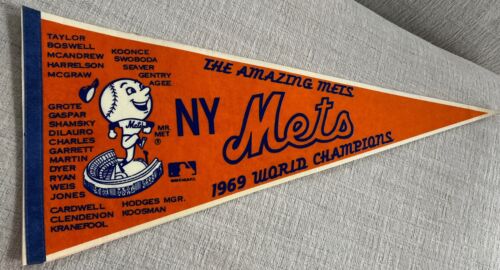 TAYLOR
BOSWELL
MCANDREW
HARRELSON
MCGRAW
KOONCE
SWOBODA
SEAVER
GENTRY
AGEE
GROTE
GASPAR
SHAMSKY
DILAURO
CHARLES
GARRETT
MARTIN
DYER
RYAN
WEIS
JONES
CARDWELL
CLENDENON
KRANEPOOL
HODGES MGR.
KOOSMAN
Mets
MR.
MET
®
THE AMAZING METS
NY Mets
1969 WORLD CHAMPIONS